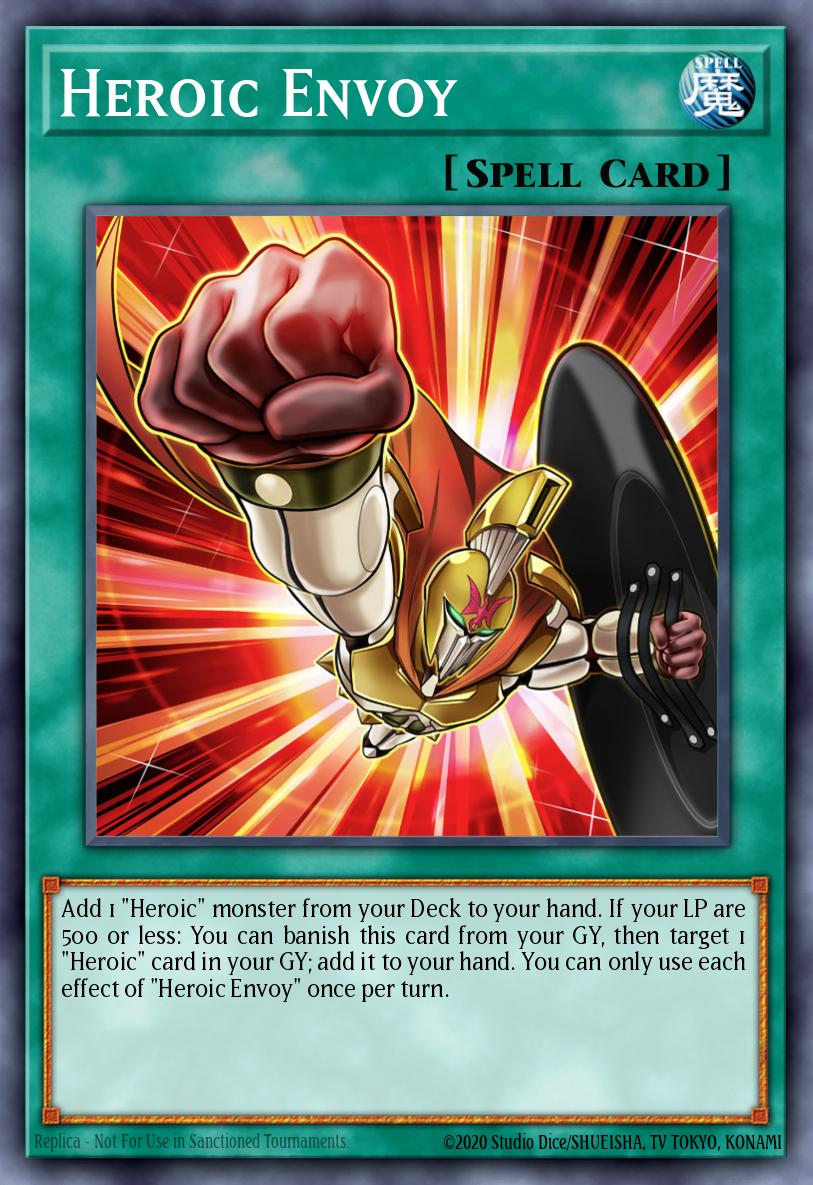 Heroic Envoy
SPELL
魔
[ Spell Card ]
Add 1 "Heroic" monster from your Deck to your hand. If your LP are
500 or less: You can banish this card from your GY, then target 1
"Heroic" card in your GY; add it to your hand. You can only use each
effect of "Heroic Envoy" once per turn.
Replica - Not For Use in Sanctioned Tournaments.
©2020 Studio Dice/SHUEISHA, TV TOKYO, KONAMI